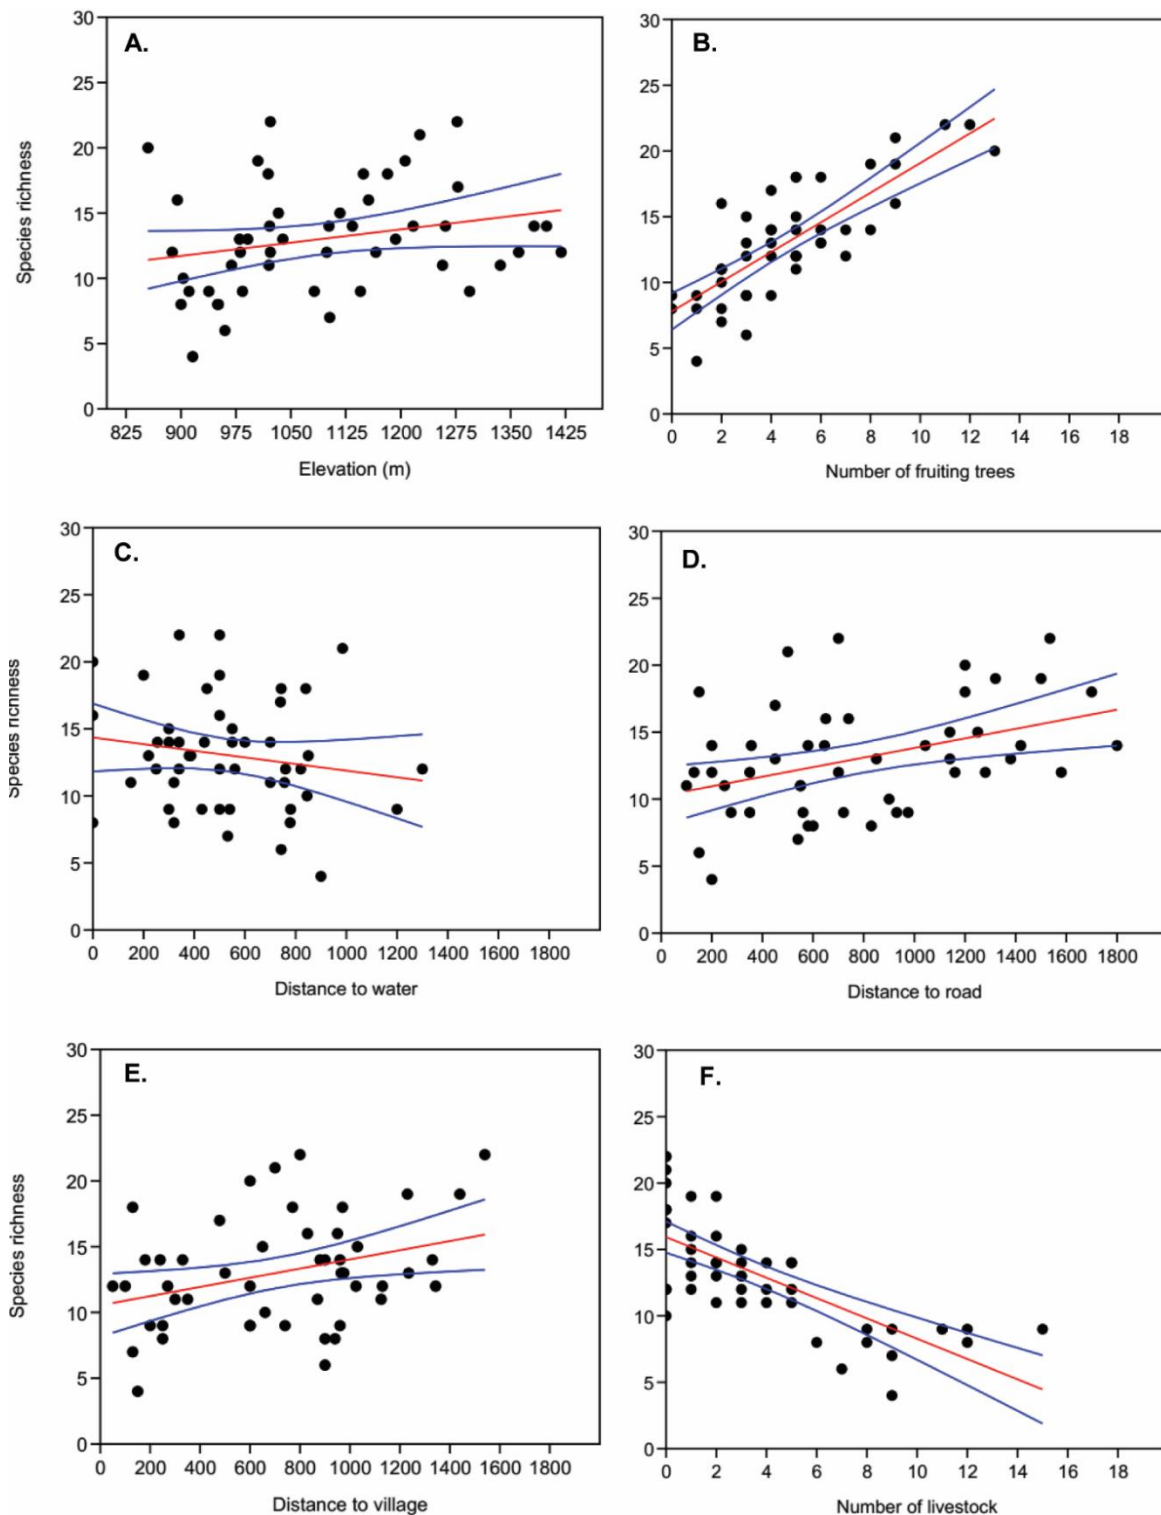 A.
Species richness
30
25
20
15
10
5
0
825 900 975 1050 1125 1200 1275 1350 1425
Elevation (m)
B.
30
25
20
15
10
5
0
0 2 4 6 8 10 12 14 16 18
Number of fruiting trees
C.
Species richness
30
25
20
15
10
5
0
0 200 400 600 800 1000 1200 1400 1600 1800
Distance to water
D.
30
25
20
15
10
5
0
200 400 600 800 1000 1200 1400 1600 1800
Distance to road
E.
Species richness
30
25
20
15
10
5
0
0 200 400 600 800 1000 1200 1400 1600 1800
Distance to village
F.
30
25
20
15
10
5
0
0 2 4 6 8 10 12 14 16 18
Number of livestock